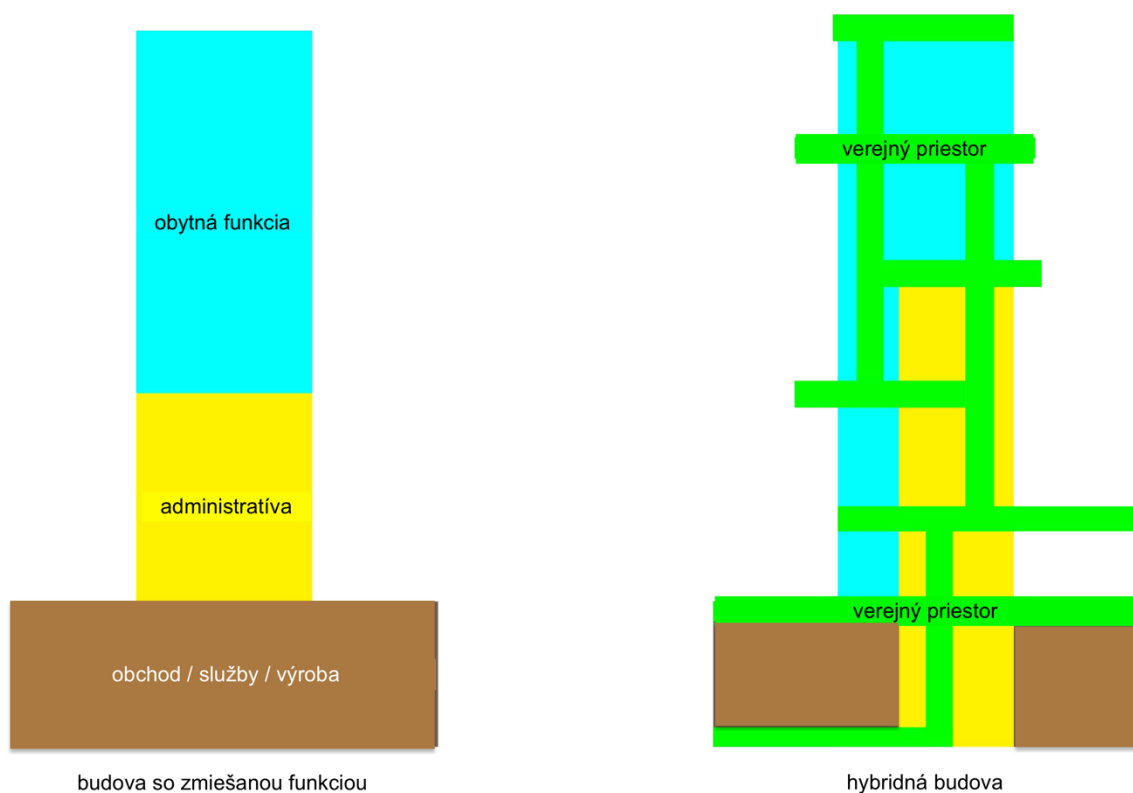 verejný priestor
obytná funkcia
administratíva
verejný priestor
obchod / služby / výroba
budova so zmiešanou funkciou
hybridná budova